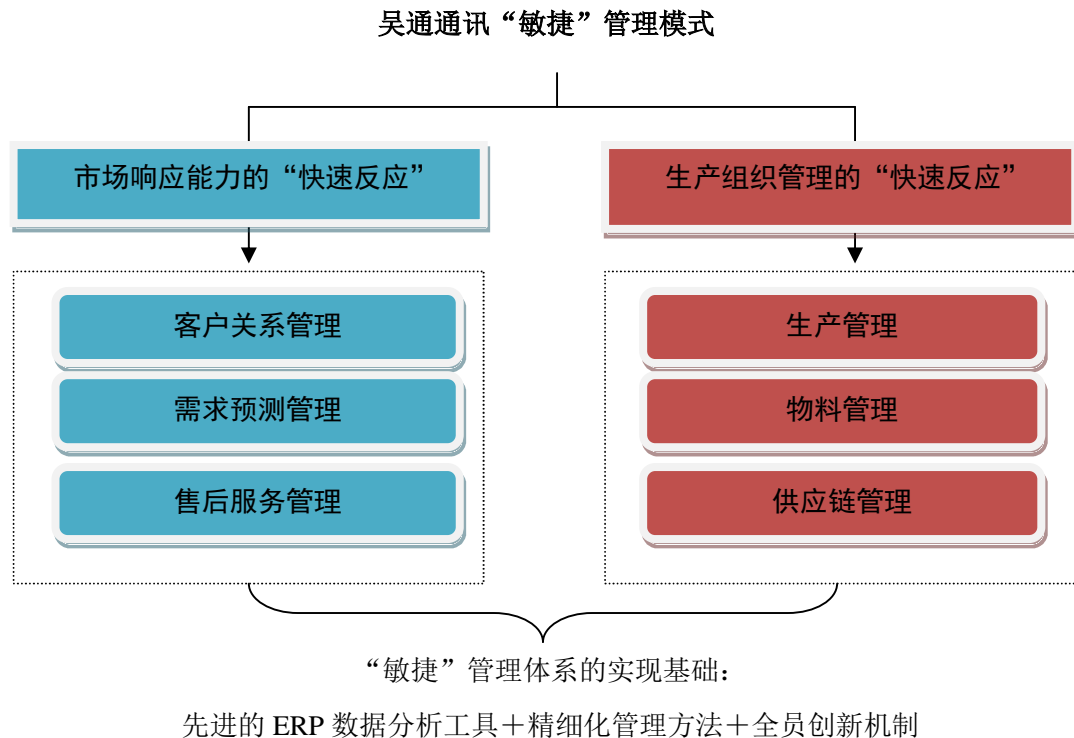 吴通通讯“敏捷”管理模式
市场响应能力的“快速反应”
生产组织管理的“快速反应”
客户关系管理
需求预测管理
售后服务管理
生产管理
物料管理
供应链管理
“敏捷”管理体系的实现基础：
先进的 ERP 数据分析工具＋精细化管理方法＋全员创新机制